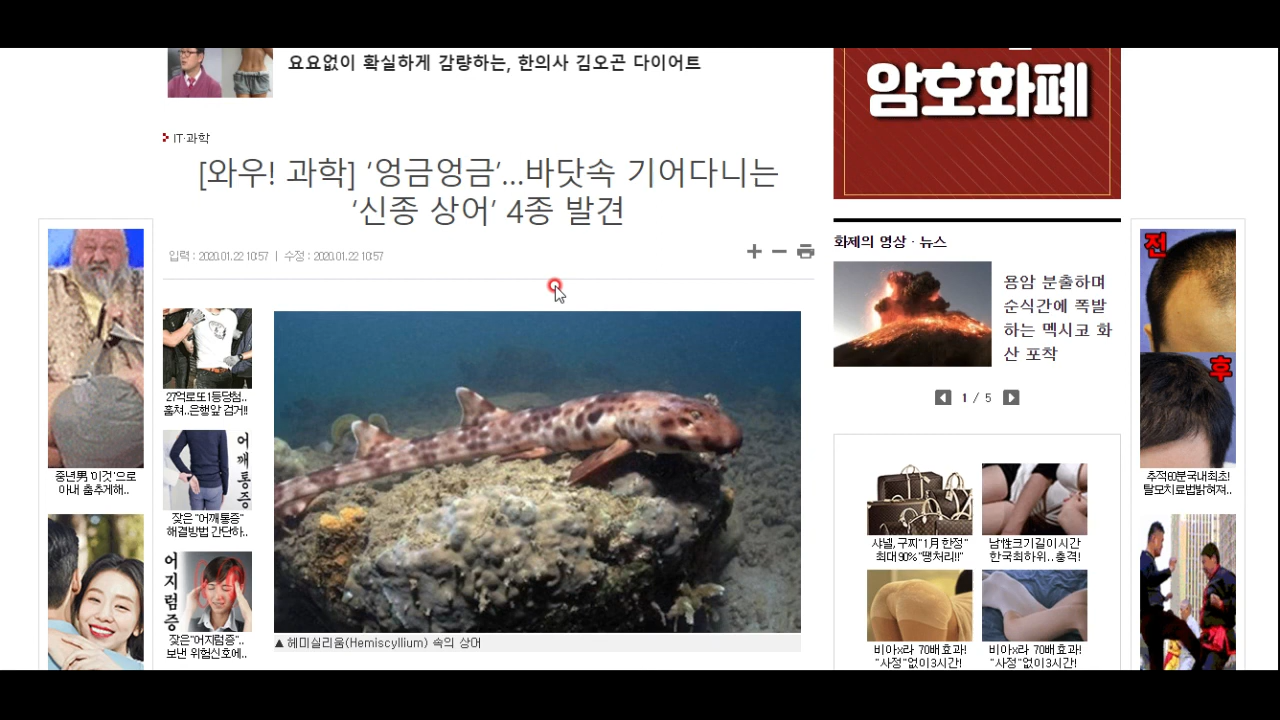 요요없이 확실하게 감량하는, 한의사 김오곤 다이어트
암호화폐
IT·과학
[와우! 과학] ‘엉금엉금’…바닷속 기어다니는
‘신종 상어’ 4종 발견
입력 : 2020.01.22 10:57 | 수정 : 2020.01.22 10:57
중년男 '이것'으로
아내 춤추게해..
27억로또1등당첨..
훔쳐..은행앞 검거!!
어깨통증
잦은 "어깨통증"
해결방법 간단하..
어지럼증
잦은"어지럼증"..
보낸 위험신호에..
▲ 헤미실리움(Hemiscyllium) 속의 상어
화제의 영상·뉴스
용암 분출하며
순식간에 폭발
하는 멕시코 화
산 포착
1 / 5
샤넬,구찌"1월 한정"
최대90%"땡처리!!"
남性크기길이시간
한국최하위..충격!
비아x라 70배효과!
"사정"없이3시간!
비아x라 70배효과!
"사정"없이3시간!
전
후
추적60분국내최초!
탈모치료법밝혀져..